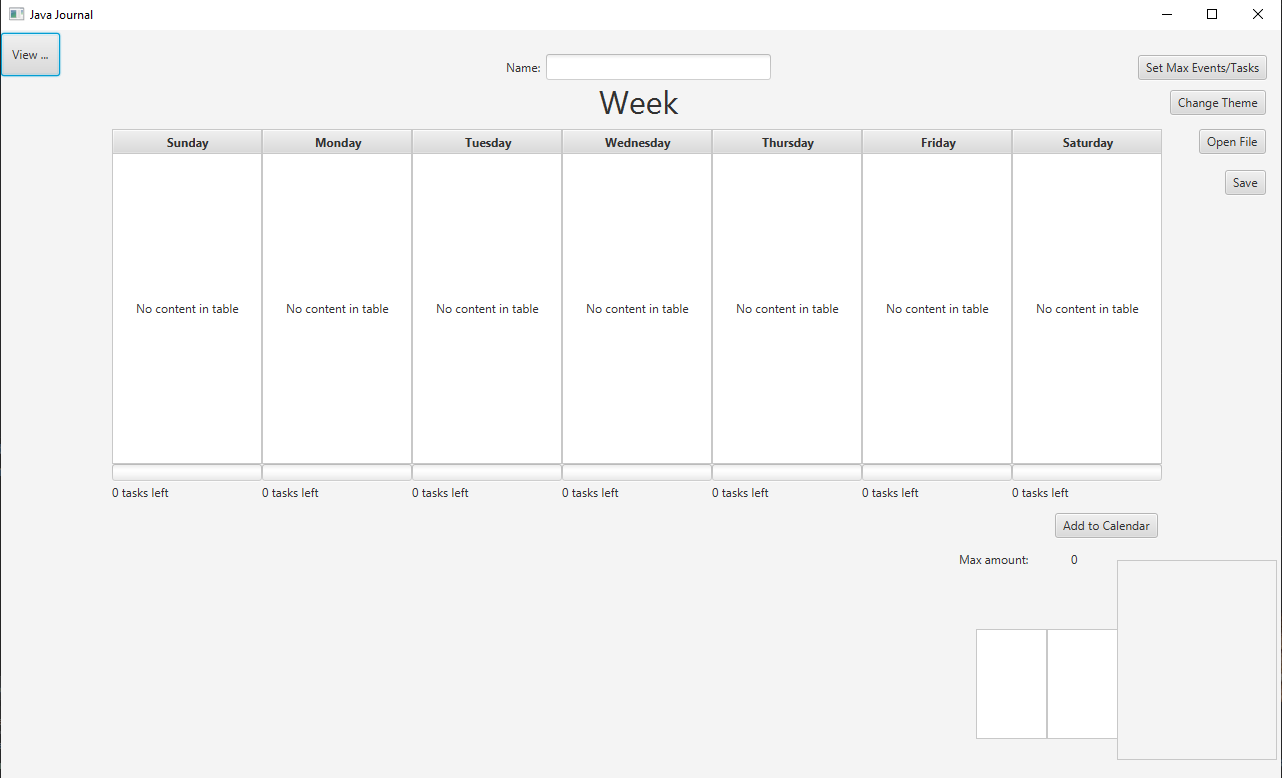 Java Journal
View ...
Name:
Set Max Events/Tasks
Week
Change Theme
Sunday Monday Tuesday Wednesday Thursday Friday Saturday
Open File
Save
No content in table No content in table No content in table No content in table No content in table No content in table No content in table
0 tasks left 0 tasks left 0 tasks left 0 tasks left 0 tasks left 0 tasks left 0 tasks left
Add to Calendar
Max amount: 0